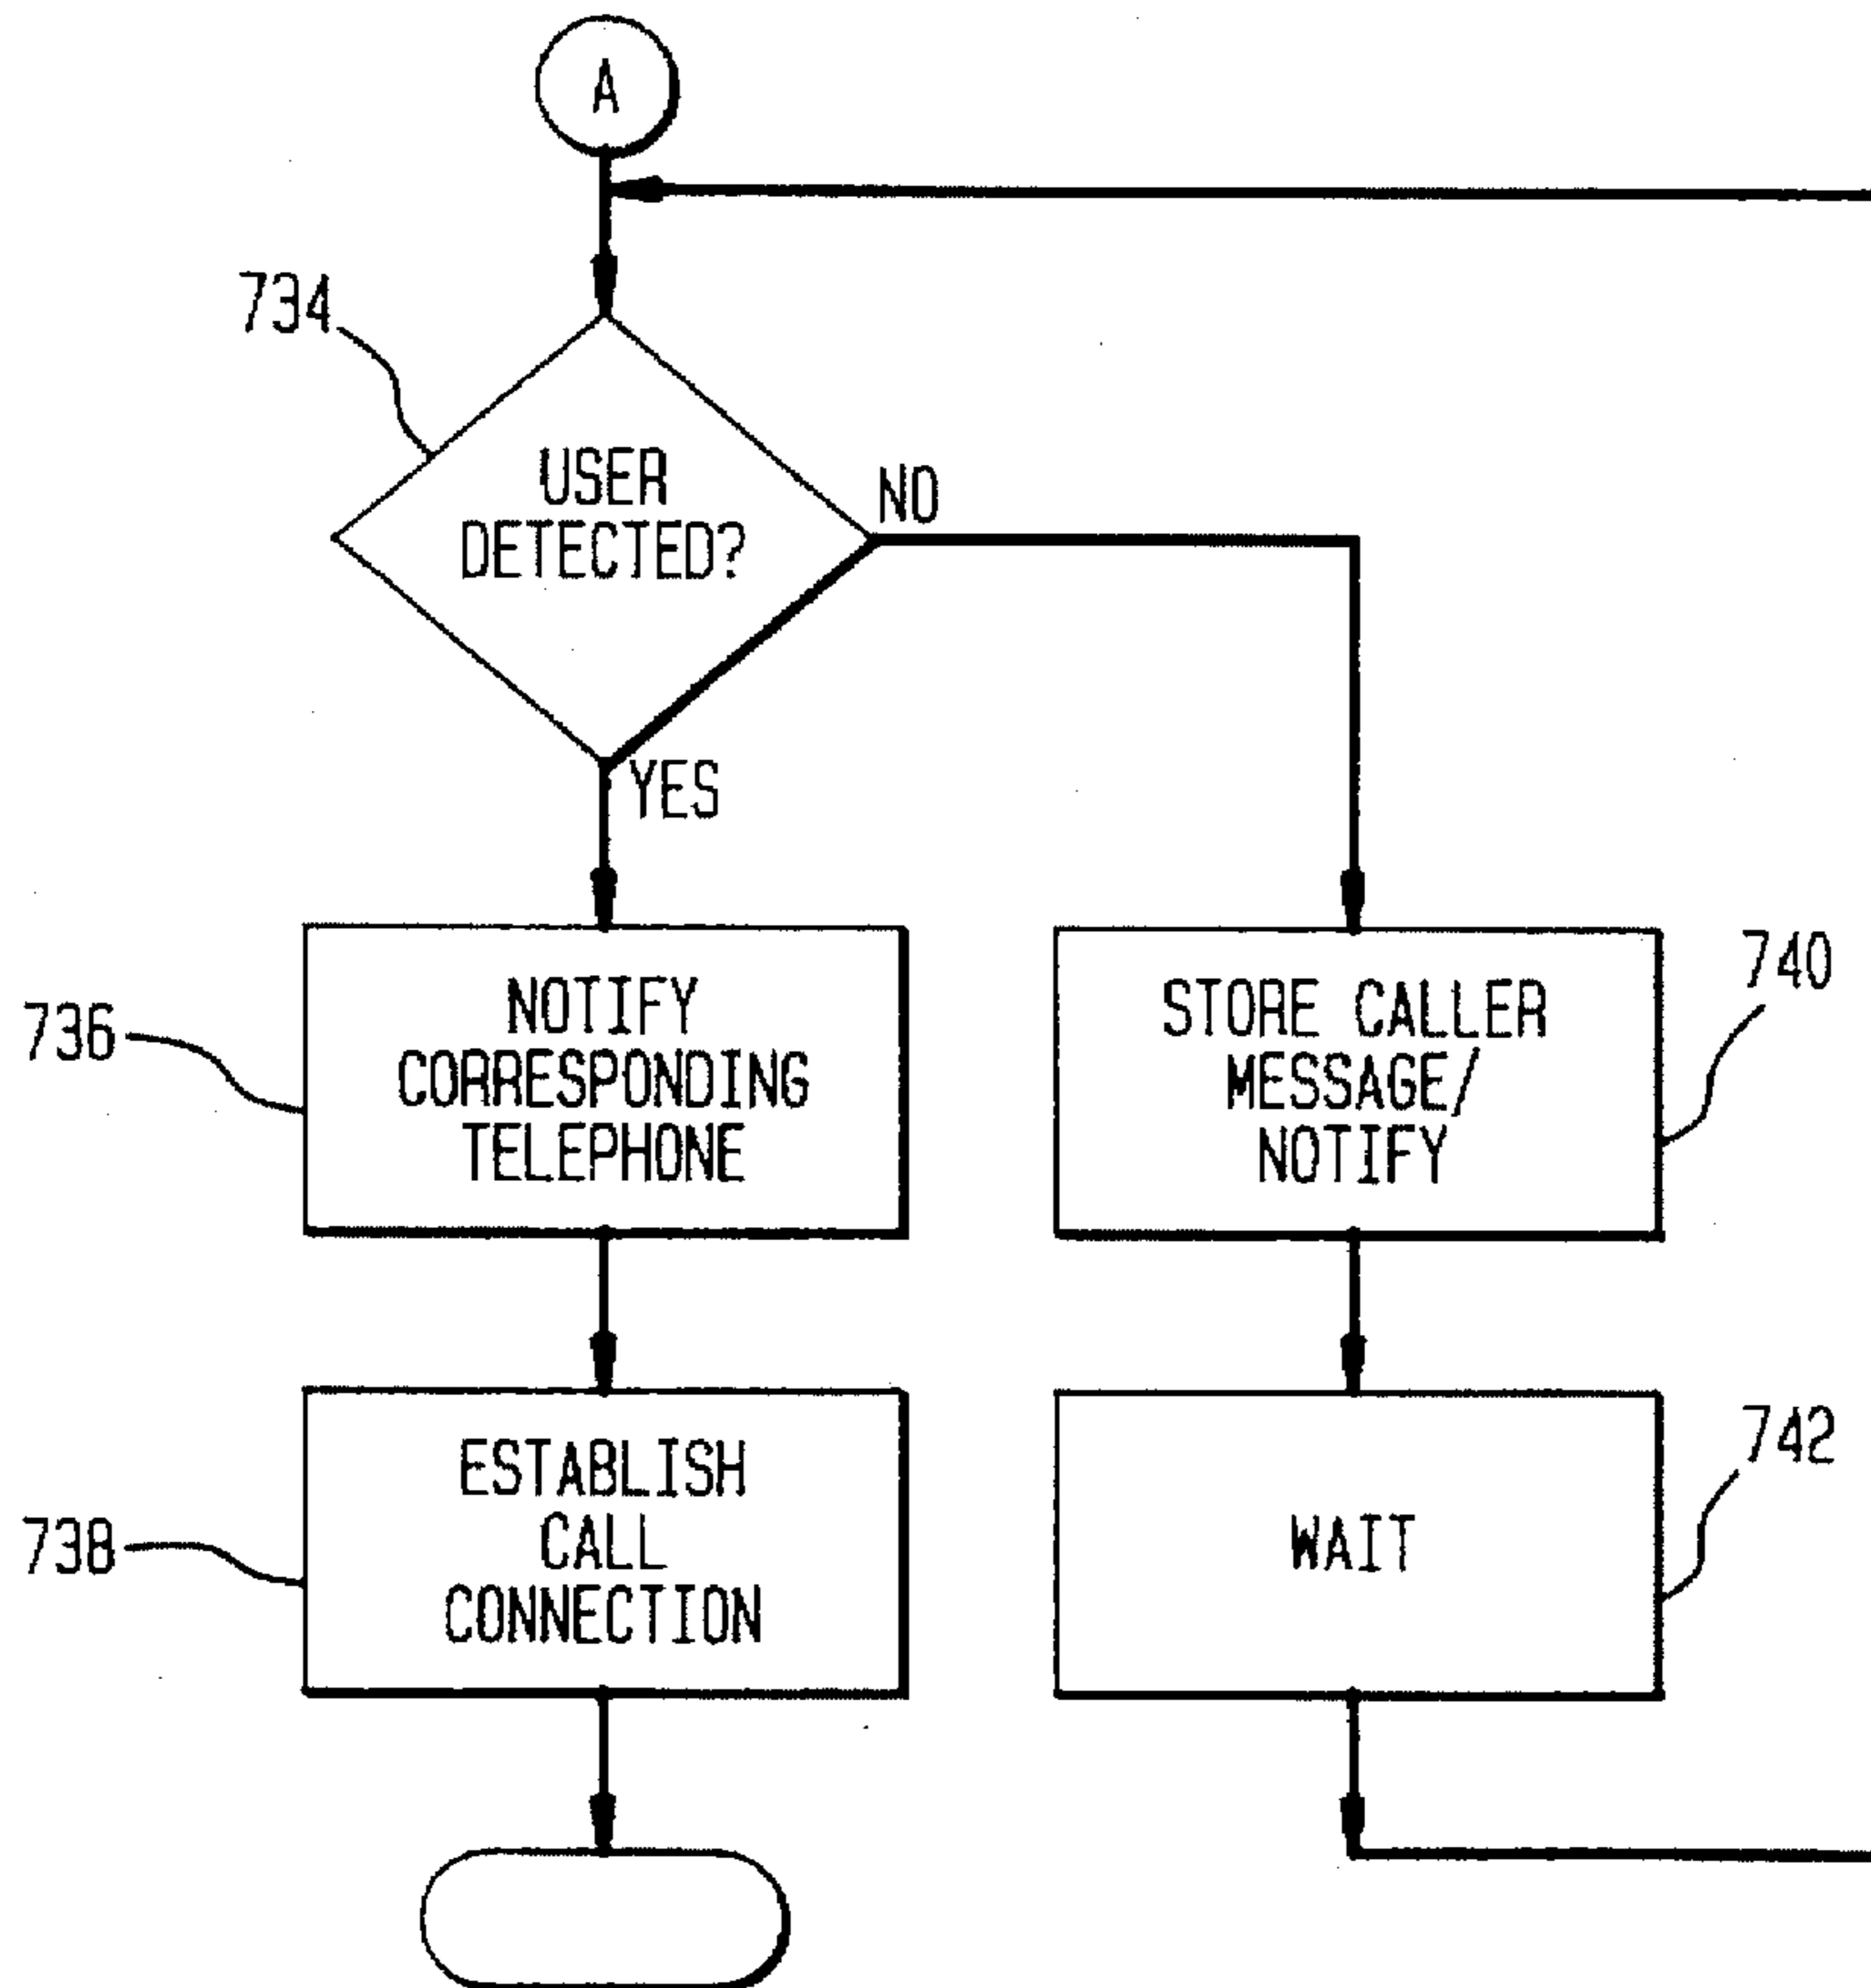 A
734
USER
DETECTED?
NO
YES
736
NOTIFY
CORRESPONDING
TELEPHONE
STORE CALLER
MESSAGE/
NOTIFY
740
738
ESTABLISH
CALL
CONNECTION
WAIT
742